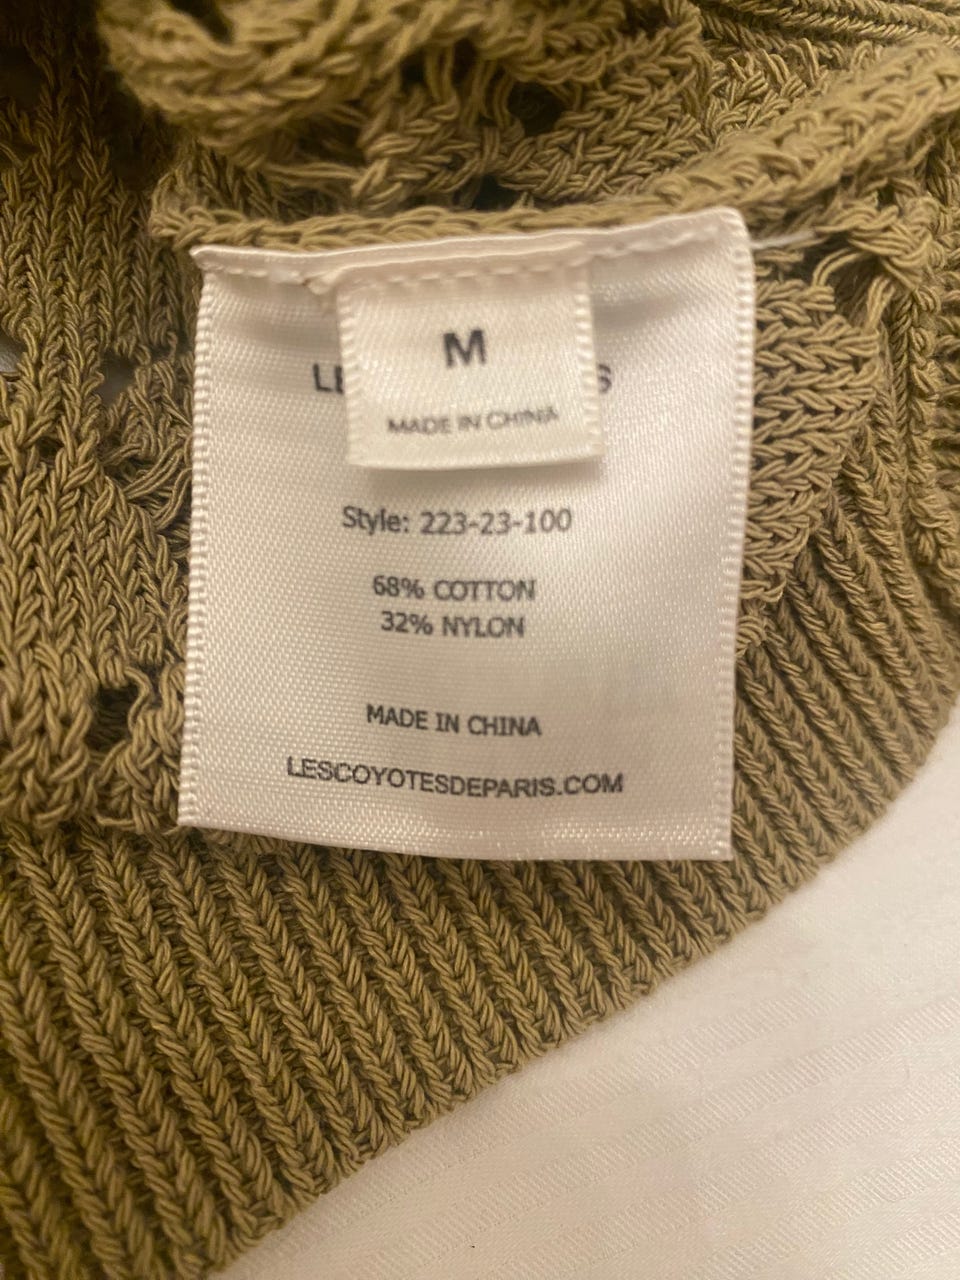 M
MADE IN CHINA
Style: 223-23-100
68% COTTON
32% NYLON
MADE IN CHINA
LESCOYOTESDEPARIS.COM